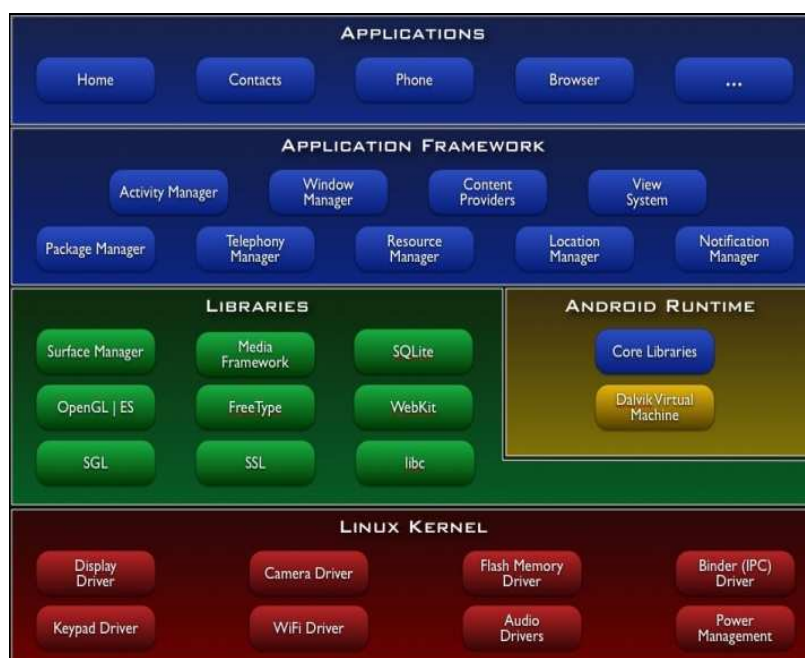 APPLICATIONS
Home
Contacts
Phone
Browser
...
APPLICATION FRAMEWORK
Activity Manager
Window
Manager
Content
Providers
View
System
Package Manager
Telephony
Manager
Resource
Manager
Location
Manager
Notification
Manager
LIBRARIES
Surface Manager
Media
Framework
SQLite
OpenGL | ES
FreeType
WebKit
SGL
SSL
libc
ANDROID RUNTIME
Core Libraries
Dalvik Virtual
Machine
LINUX KERNEL
Display
Driver
Camera Driver
Flash Memory
Driver
Binder (IPC)
Driver
Keypad Driver
WiFi Driver
Audio
Drivers
Power
Management